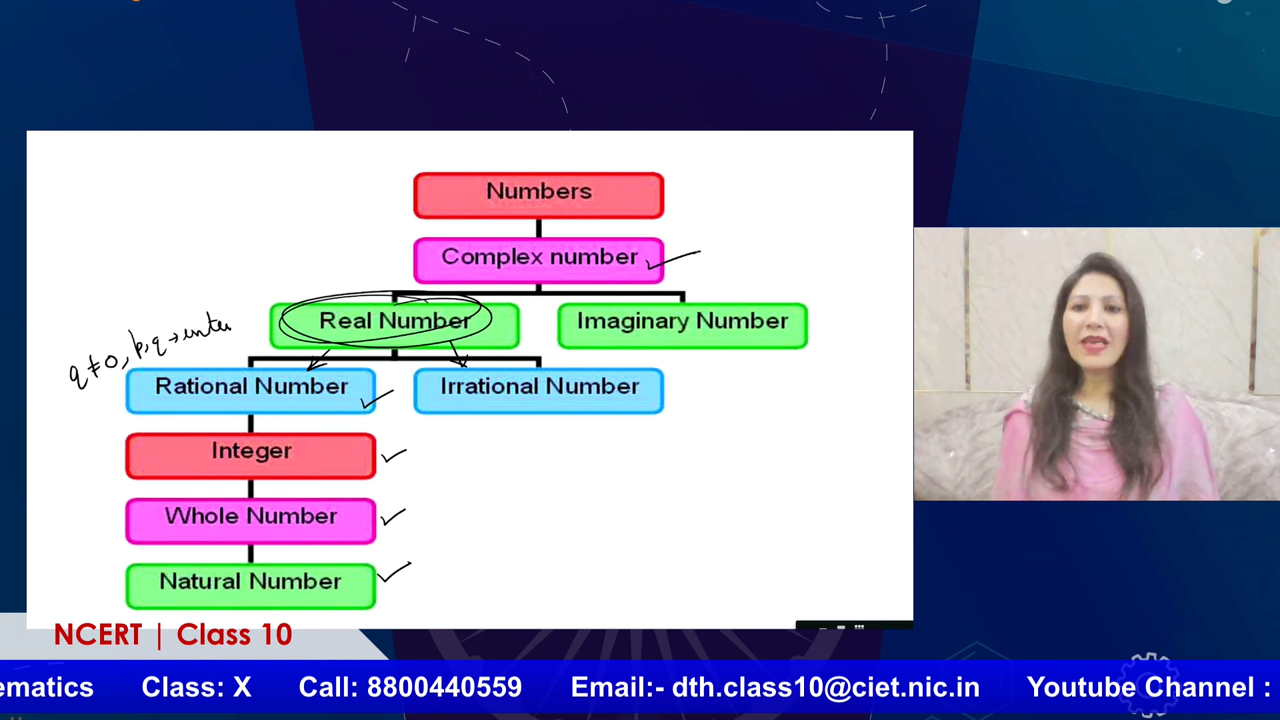 Numbers
Complex number
Real Number
Imaginary Number
q ≠ 0, p, q → inte
Rational Number
Irrational Number
Integer
Whole Number
Natural Number
NCERT | Class 10
ematics Class: X Call: 8800440559 Email:- dth.class10@ciet.nic.in Youtube Channel :